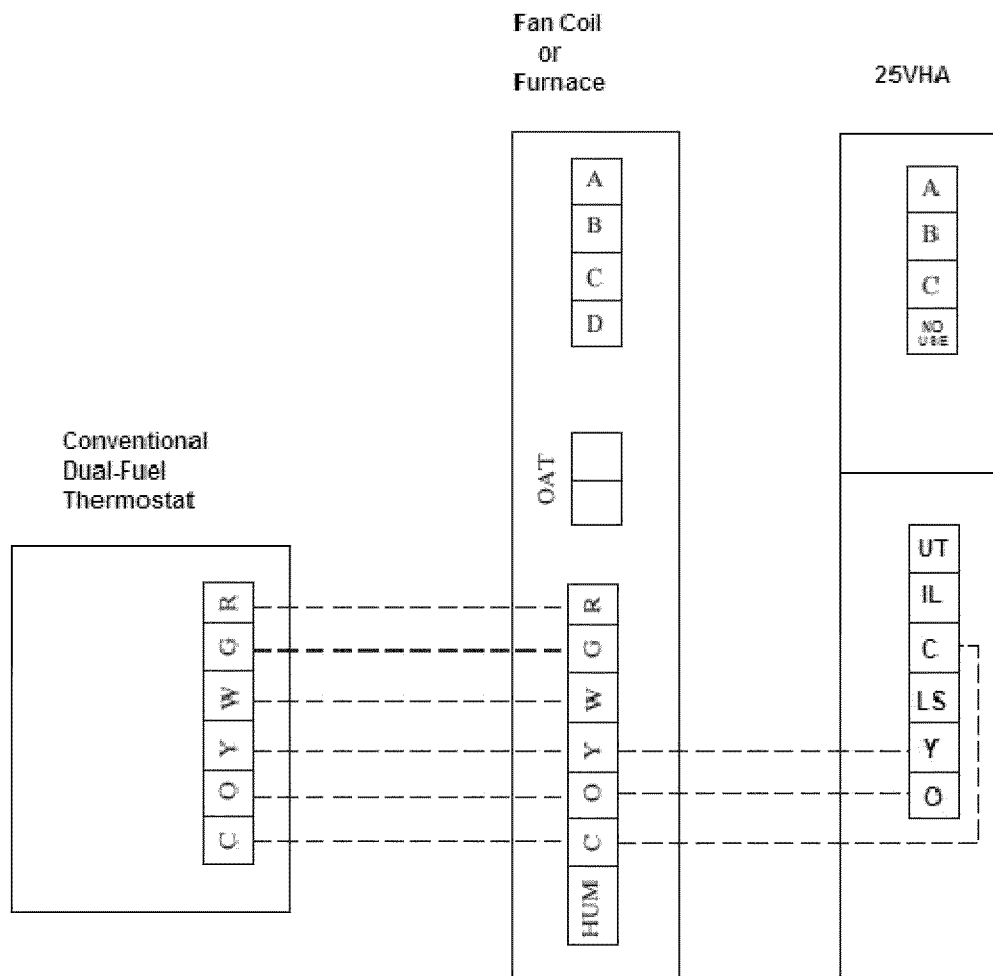 Fan Coil
or
Furnace
25VHA
A
B
C
D
A
B
C
NO
USE
OAT
Conventional
Dual-Fuel
Thermostat
R
G
W
Y
O
C
R
G
W
Y
O
C
HUM
UT
IL
C
LS
Y
O